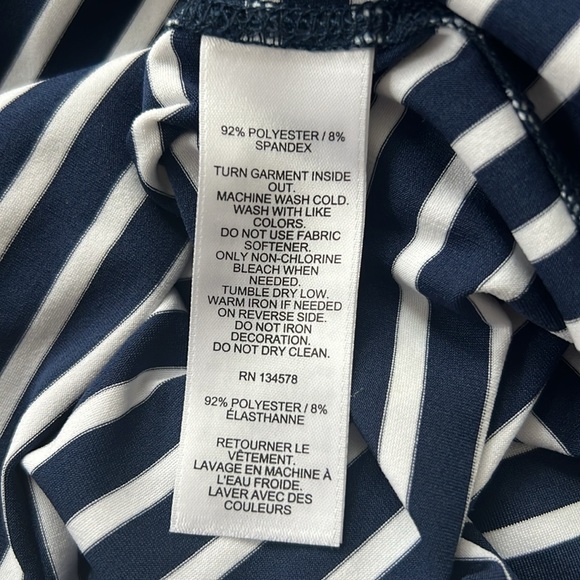 92% POLYESTER / 8%
SPANDEX
TURN GARMENT INSIDE
OUT.
MACHINE WASH COLD.
WASH WITH LIKE
COLORS.
DO NOT USE FABRIC
SOFTENER.
ONLY NON-CHLORINE
BLEACH WHEN
NEEDED.
TUMBLE DRY LOW.
WARM IRON IF NEEDED
ON REVERSE SIDE.
DO NOT IRON
DECORATION.
DO NOT DRY CLEAN.
RN 134578
92% POLYESTER / 8%
ÉLASTHANNE
RETOURNER LE
VÊTEMENT.
LAVAGE EN MACHINE À
L'EAU FROIDE.
LAVER AVEC DES
COULEURS